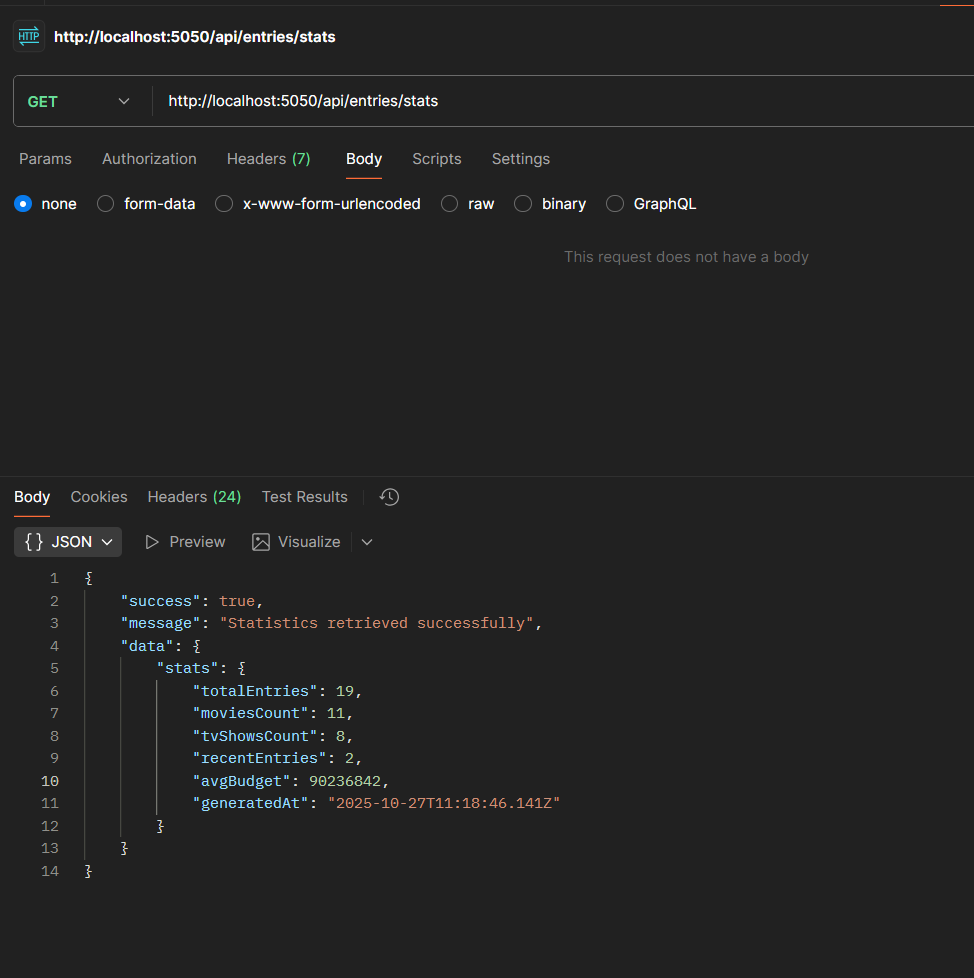 HTTP http://localhost:5050/api/entries/stats
GET http://localhost:5050/api/entries/stats
Params Authorization Headers (7) Body Scripts Settings
none form-data x-www-form-urlencoded raw binary GraphQL
This request does not have a body
Body Cookies Headers (24) Test Results
{} JSON Preview Visualize
1 {
2 "success": true,
3 "message": "Statistics retrieved successfully",
4 "data": {
5 "stats": {
6 "totalEntries": 19,
7 "moviesCount": 11,
8 "tvShowsCount": 8,
9 "recentEntries": 2,
10 "avgBudget": 90236842,
11 "generatedAt": "2025-10-27T11:18:46.141Z"
12 }
13 }
14 }